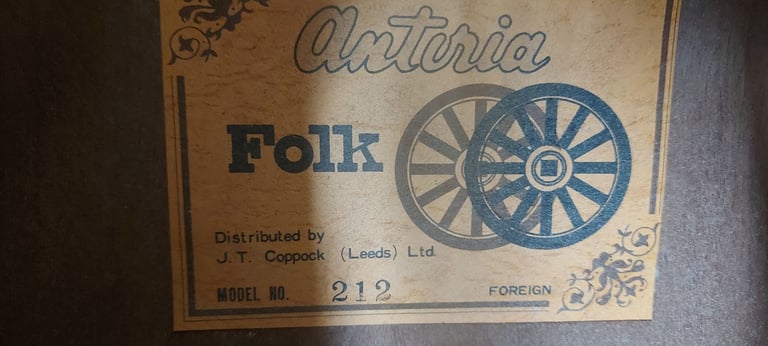 Antoria
Folk
Distributed by
J. T. Coppock (Leeds) Ltd
MODEL NO. 212
FOREIGN